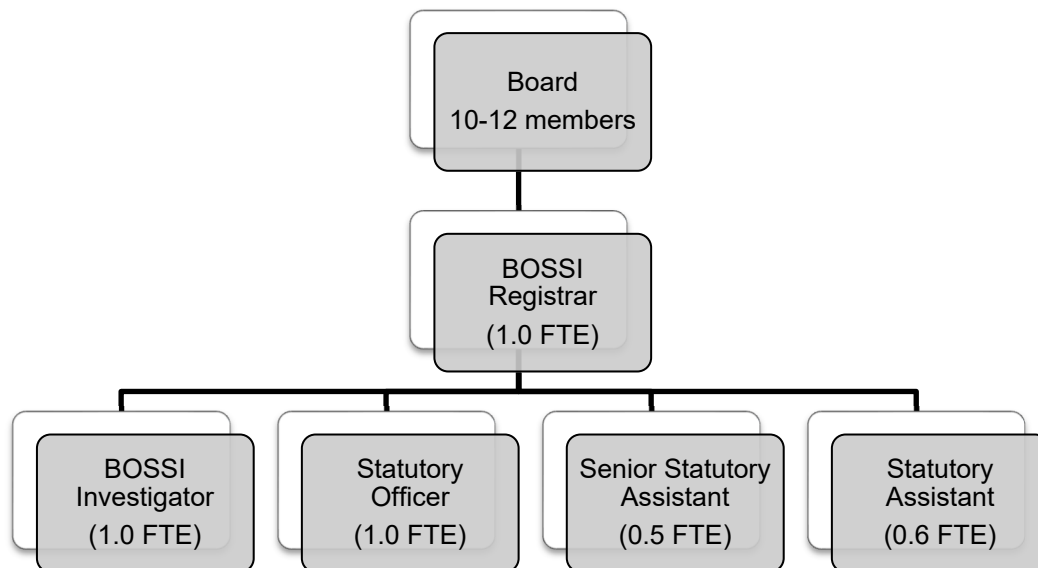 Board
10-12 members
BOSSI
Registrar
(1.0 FTE)
BOSSI
Investigator
(1.0 FTE)
Statutory
Officer
(1.0 FTE)
Senior Statutory
Assistant
(0.5 FTE)
Statutory
Assistant
(0.6 FTE)